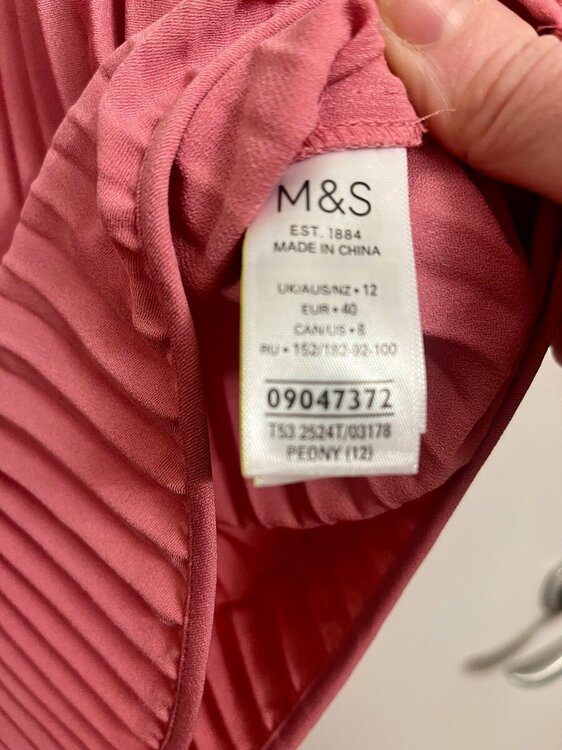 M&S
EST. 1884
MADE IN CHINA
UK/AUS/NZ • 12
EUR • 40
CAN/US • 8
RU • 152/182-92-100
09047372
T53 2524T/03178
PEONY (12)